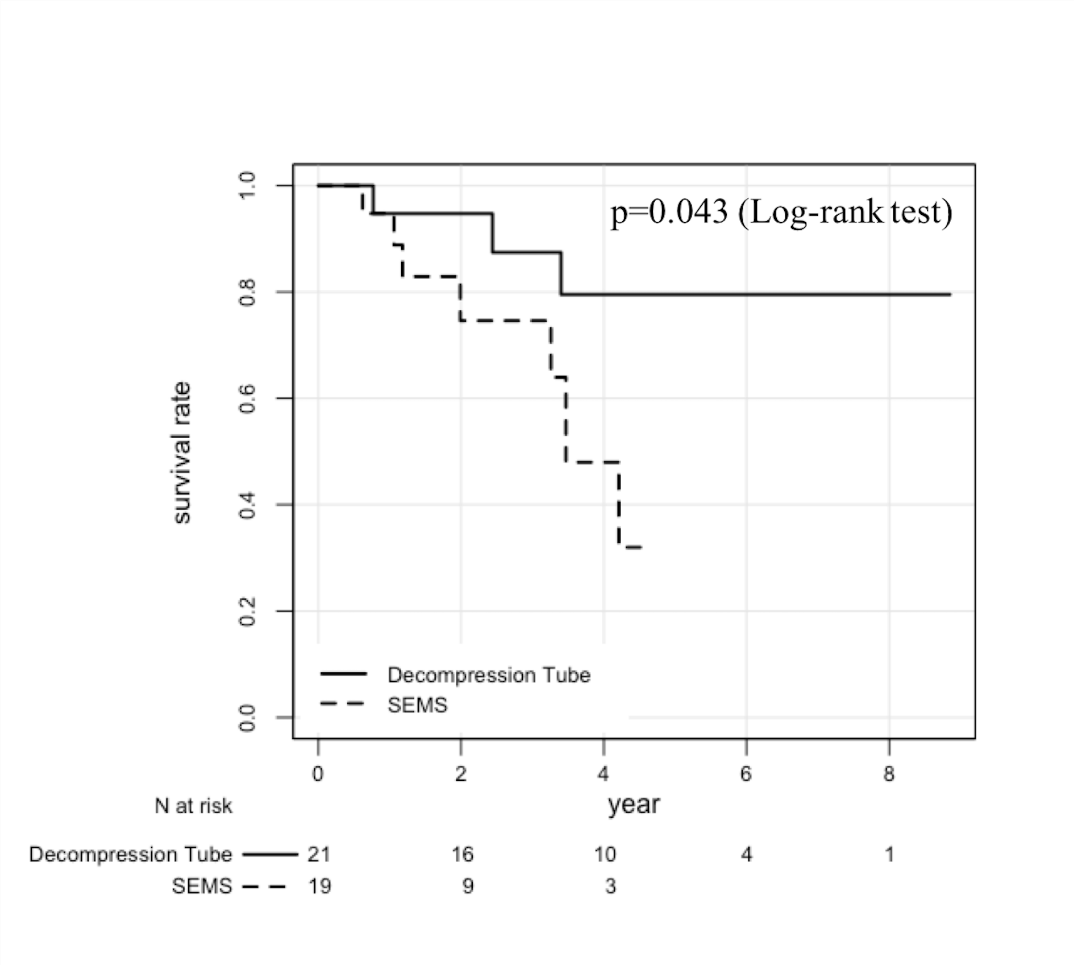 p=0.043 (Log-rank test)
1.0
0.8
0.6
0.4
0.2
0.0
survival rate
Decompression Tube
SEMS
0 2 4 6 8
year
N at risk
Decompression Tube 21 16 10 4 1
SEMS 19 9 3